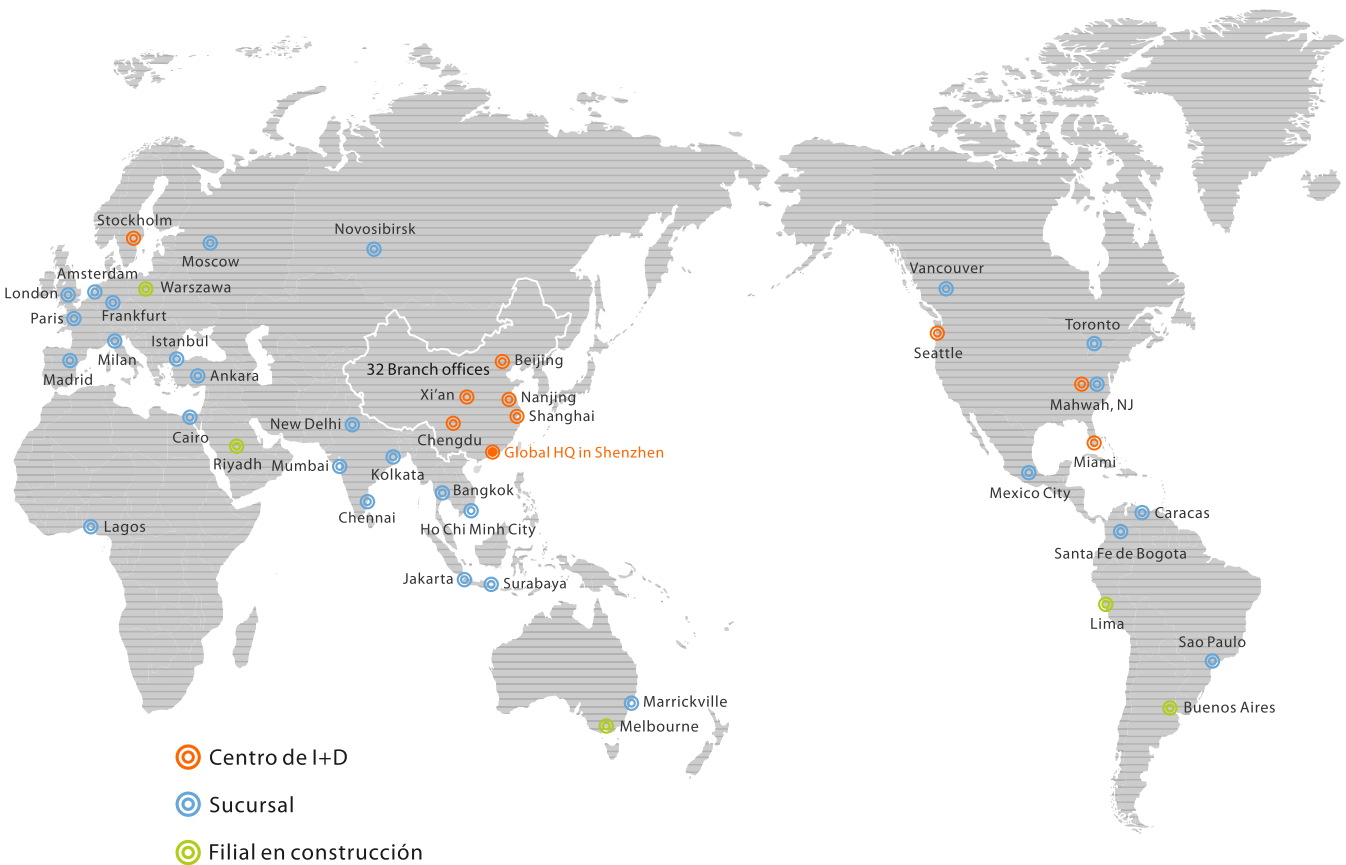 Stockholm
Novosibirsk
Moscow
Amsterdam
Vancouver
London
Warszawa
Paris
Frankfurt
Toronto
Istanbul
Milan
Seattle
32 Branch offices
Beijing
Madrid
Ankara
Xi'an
Nanjing
Mahwah, NJ
Shanghai
New Delhi
Cairo
Chengdu
Global HQ in Shenzhen
Riyadh
Mumbai
Miami
Kolkata
Bangkok
Mexico City
Chennai
Caracas
Lagos
Ho Chi Minh City
Santa Fe de Bogota
Jakarta
Surabaya
Lima
Sao Paulo
Marrickville
Buenos Aires
Melbourne
Centro de I+D
Sucursal
Filial en construcción